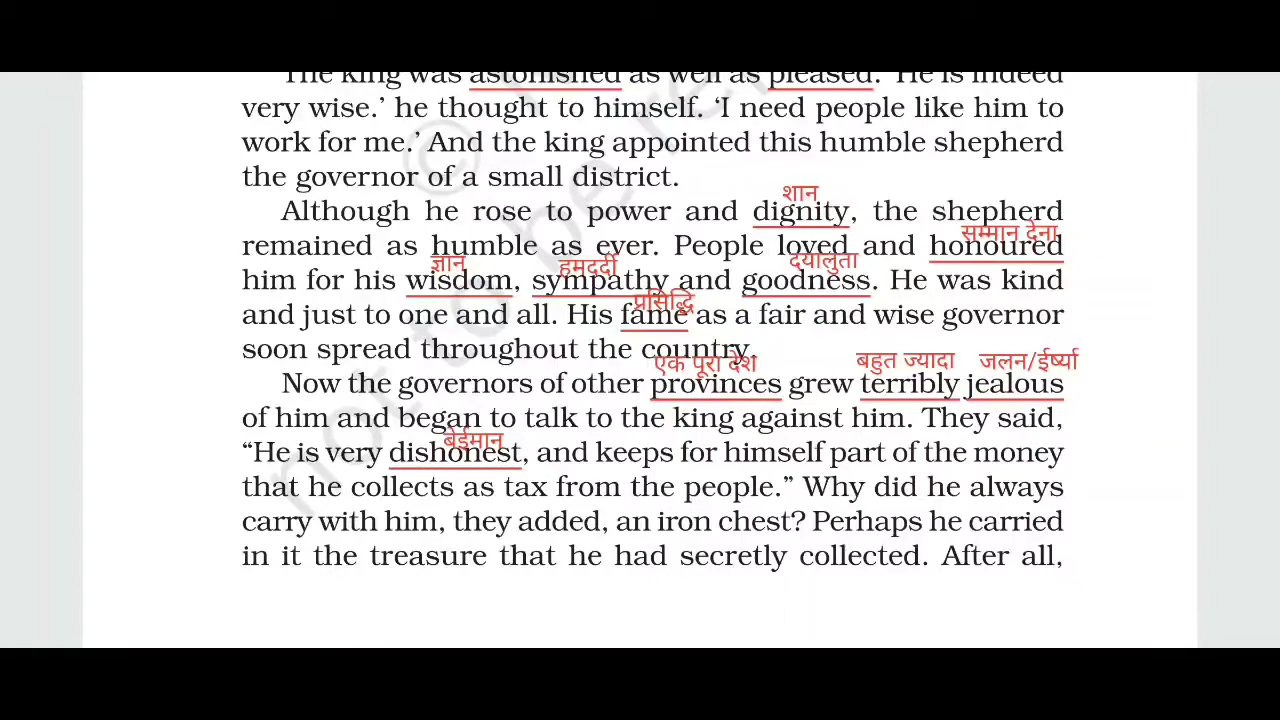 The king was astonished as well as pleased. 'He is indeed
very wise.' he thought to himself. 'I need people like him to
work for me.' And the king appointed this humble shepherd
the governor of a small district.
शान
Although he rose to power and dignity, the shepherd
सम्मान देना
remained as humble as ever. People loved and honoured
ज्ञान हमदर्दी दयालुता
him for his wisdom, sympathy and goodness. He was kind
प्रसिद्धि
and just to one and all. His fame as a fair and wise governor
soon spread throughout the country.
एक पूरा देश बहुत ज्यादा जलन/ईर्ष्या
Now the governors of other provinces grew terribly jealous
of him and began to talk to the king against him. They said,
बेईमान
"He is very dishonest, and keeps for himself part of the money
that he collects as tax from the people." Why did he always
carry with him, they added, an iron chest? Perhaps he carried
in it the treasure that he had secretly collected. After all,
not to be re
©